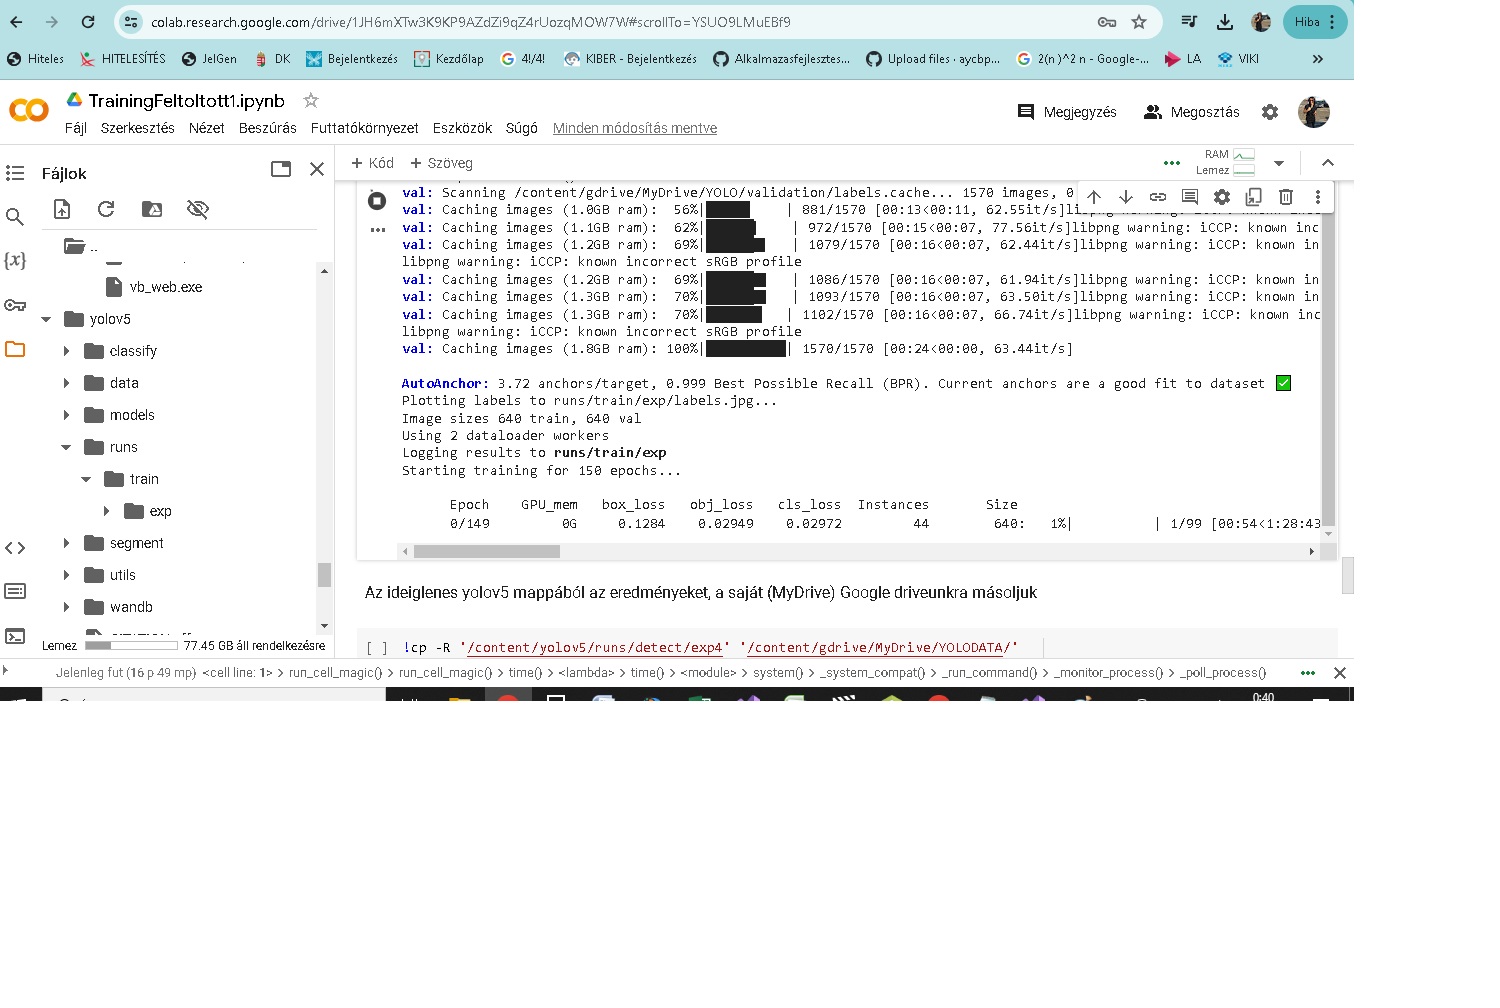 colab.research.google.com/drive/1JH6mXTw3K9KP9AZdZi9qZ4rUozqMOW7W#scrollTo=YSUO9LMuEBf9
Hiba
Hiteles HITELESÍTÉS JelGen DK Bejelentkezés Kezdőlap 4!/4! KIBER - Bejelentkezés Alkalmazasfejlesztes... Upload files · aycbp... 2(n )^2 n - Google-... LA VIKI »
TrainingFeltoltott1.ipynb
Megjegyzés Megosztás
Fájl Szerkesztés Nézet Beszúrás Futtatókörnyezet Eszközök Súgó Minden módosítás mentve
Fájlok
+ Kód + Szöveg
RAM
Lemez
..
vb_web.exe
yolov5
classify
data
models
runs
train
exp
segment
utils
wandb
Lemez 77.45 GB áll rendelkezésre
val: Scanning /content/gdrive/MyDrive/YOLO/validation/labels.cache... 1570 images, 0
val: Caching images (1.0GB ram): 56%| | 881/1570 [00:13<00:11, 62.55it/s]
val: Caching images (1.1GB ram): 62%| | 972/1570 [00:15<00:07, 77.56it/s]libpng warning: iCCP: known inc
val: Caching images (1.2GB ram): 69%| | 1079/1570 [00:16<00:07, 62.44it/s]libpng warning: iCCP: known in
libpng warning: iCCP: known incorrect sRGB profile
val: Caching images (1.2GB ram): 69%| | 1086/1570 [00:16<00:07, 61.94it/s]libpng warning: iCCP: known in
val: Caching images (1.3GB ram): 70%| | 1093/1570 [00:16<00:07, 63.50it/s]libpng warning: iCCP: known in
val: Caching images (1.3GB ram): 70%| | 1102/1570 [00:16<00:07, 66.74it/s]libpng warning: iCCP: known inc
libpng warning: iCCP: known incorrect sRGB profile
val: Caching images (1.8GB ram): 100%| | 1570/1570 [00:24<00:00, 63.44it/s]
AutoAnchor: 3.72 anchors/target, 0.999 Best Possible Recall (BPR). Current anchors are a good fit to dataset ✅
Plotting labels to runs/train/exp/labels.jpg...
Image sizes 640 train, 640 val
Using 2 dataloader workers
Logging results to runs/train/exp
Starting training for 150 epochs...
Epoch GPU_mem box_loss obj_loss cls_loss Instances Size
0/149 0G 0.1284 0.02949 0.02972 44 640: 1%| | 1/99 [00:54<1:28:43
Az ideiglenes yolov5 mappából az eredményeket, a saját (MyDrive) Google driveunkra másoljuk
[ ] !cp -R '/content/yolov5/runs/detect/exp4' '/content/gdrive/MyDrive/YOLODATA/'
Jelenleg fut (16 p 49 mp) <cell line: 1> > run_cell_magic() > run_cell_magic() > time() > <lambda> > time() > <module> > system() > _system_compat() > _run_command() > _monitor_process() > _poll_process()
0:40